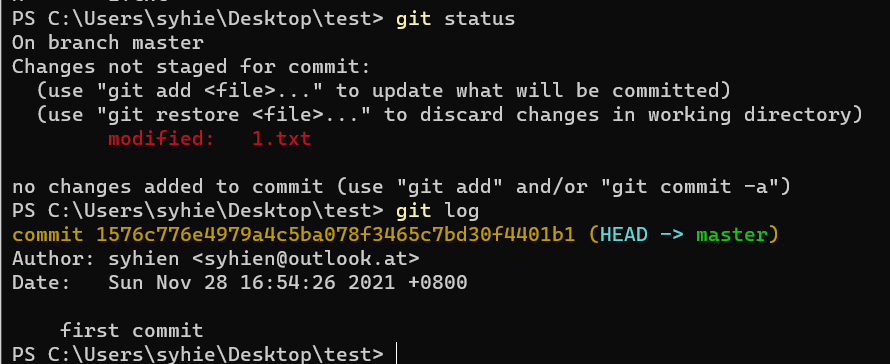 PS C:\Users\syhie\Desktop\test> git status
On branch master
Changes not staged for commit:
  (use "git add <file>..." to update what will be committed)
  (use "git restore <file>..." to discard changes in working directory)
        modified:   1.txt

no changes added to commit (use "git add" and/or "git commit -a")
PS C:\Users\syhie\Desktop\test> git log
commit 1576c776e4979a4c5ba078f3465c7bd30f4401b1 (HEAD -> master)
Author: syhien <syhien@outlook.at>
Date:   Sun Nov 28 16:54:26 2021 +0800

    first commit
PS C:\Users\syhie\Desktop\test>